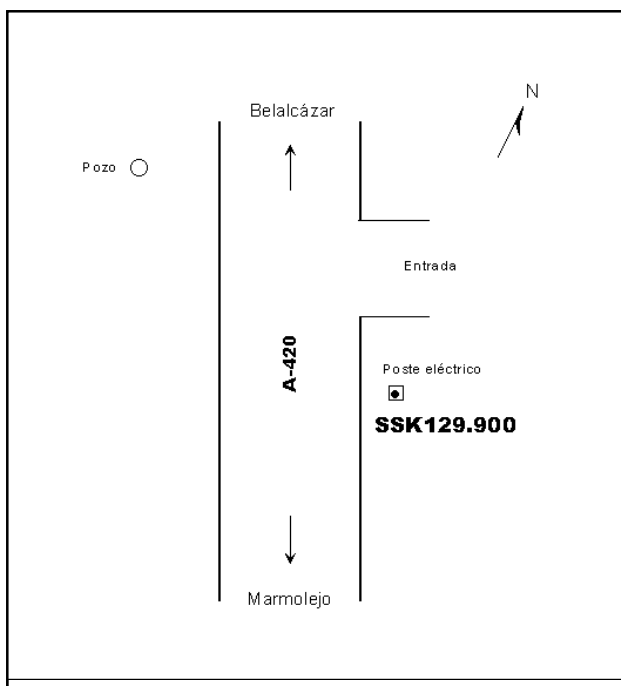 N
Belalcázar
Pozo
Entrada
A-420
Poste eléctrico
SSK129.900
Marmolejo